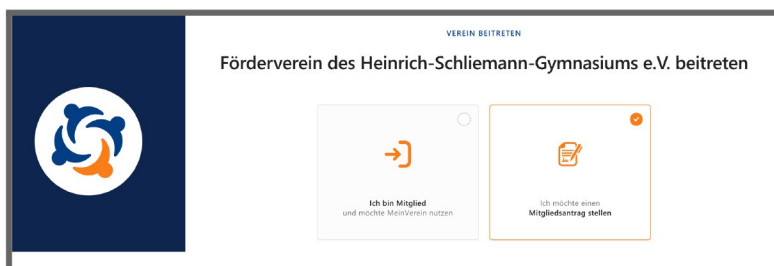 VEREIN BEITRETEN
Förderverein des Heinrich-Schliemann-Gymnasiums e.V. beitreten
Ich bin Mitglied
und möchte MeinVerein nutzen
Ich möchte einen
Mitgliedsantrag stellen